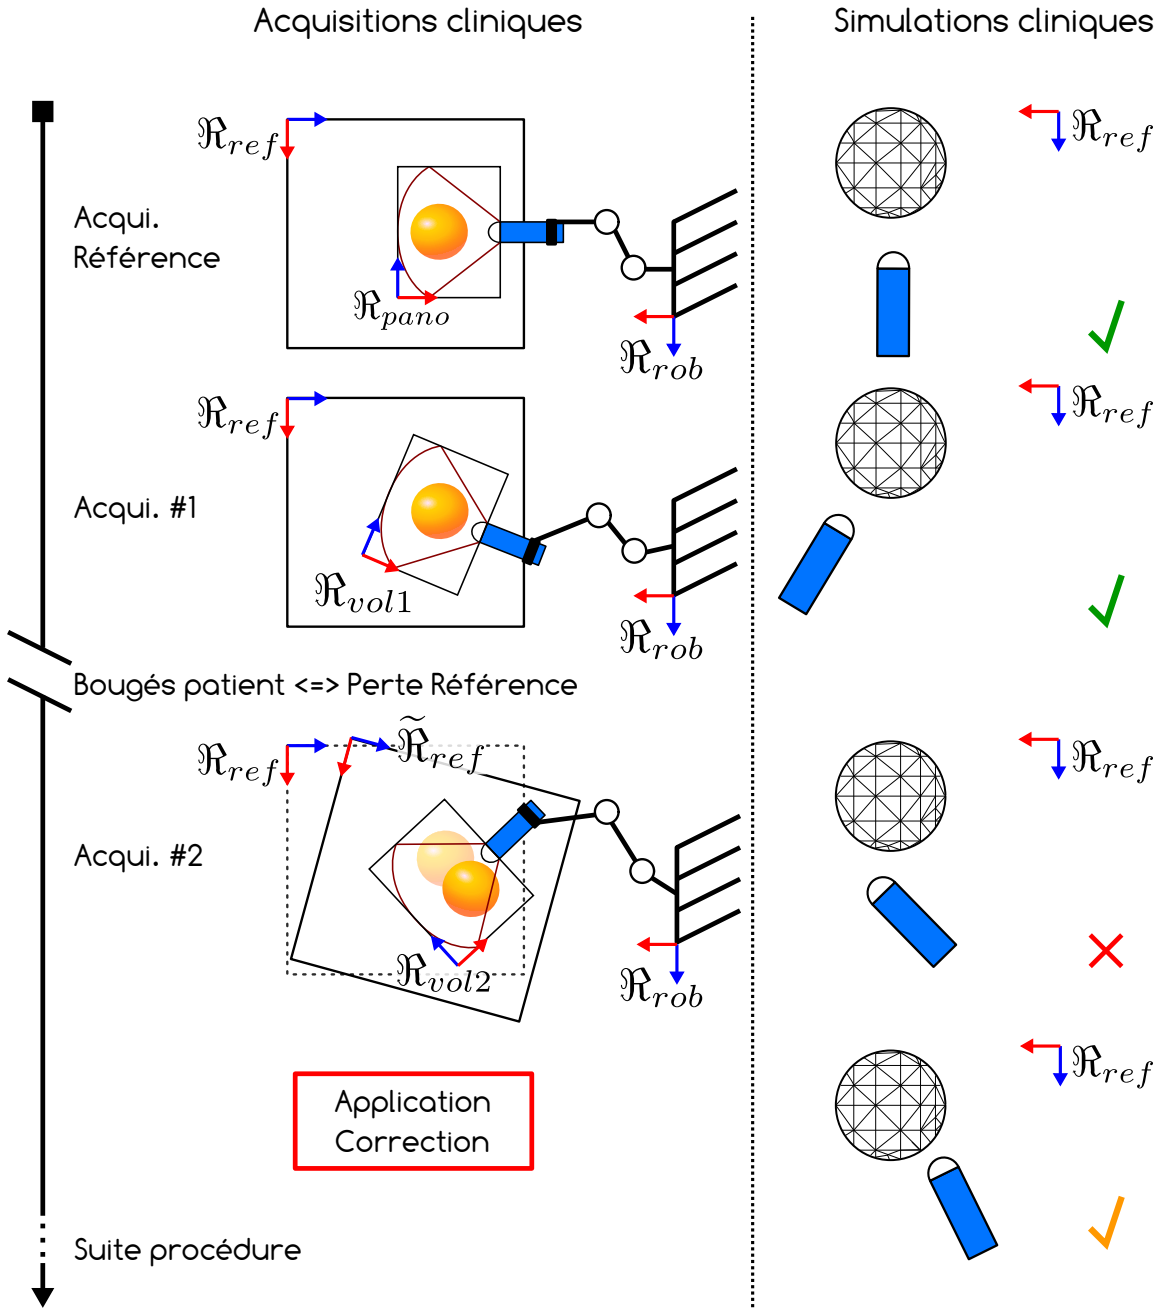 Acquisitions cliniques
Simulations cliniques
ℜref
ℜref
Acqui.
Référence
ℜpano
ℜrob
ℜref
ℜref
Acqui. #1
ℜvol1
ℜrob
Bougés patient <=> Perte Référence
ℜref
ℜ̃ref
ℜref
Acqui. #2
ℜvol2
ℜrob
ℜref
Application
Correction
Suite procédure